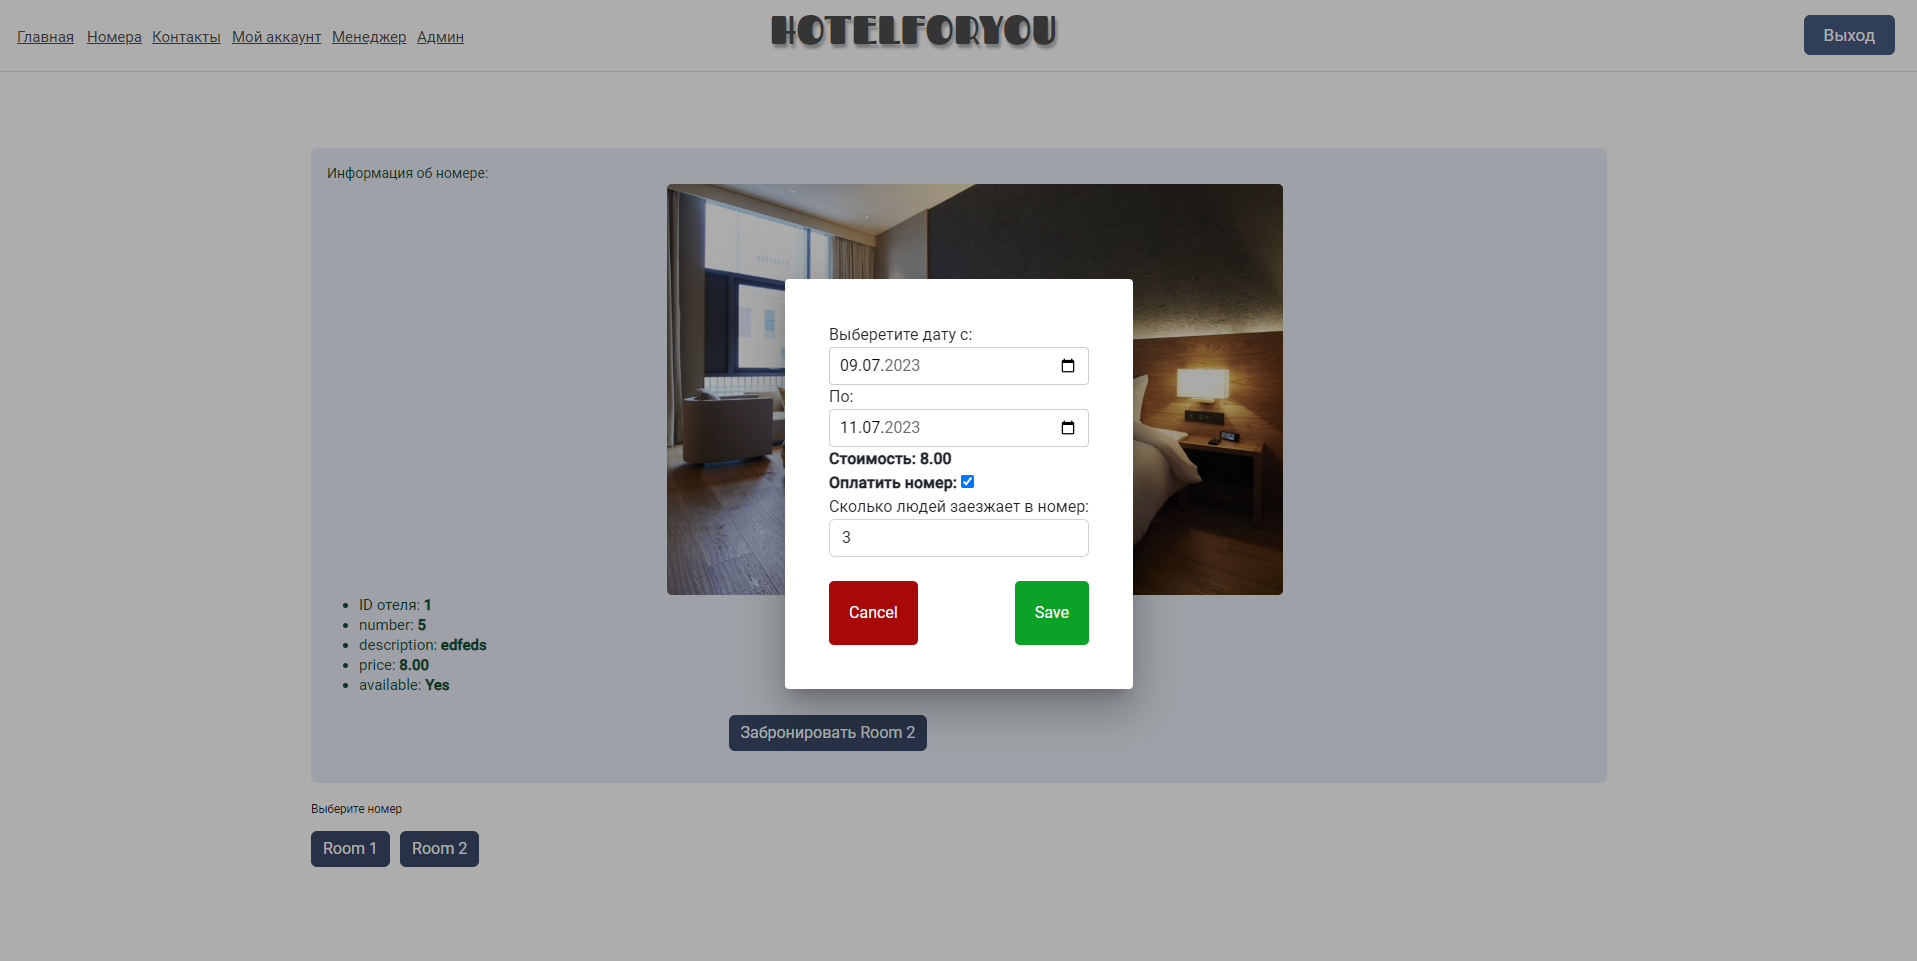 Главная Номера Контакты Мой аккаунт Менеджер Админ
HOTELFORYOU
Выход
Информация об номере:
Выберетите дату с:
09.07.2023
По:
11.07.2023
Стоимость: 8.00
Оплатить номер:
Сколько людей заезжает в номер:
3
Cancel
Save
ID отеля: 1
number: 5
description: edfeds
price: 8.00
available: Yes
Забронировать Room 2
Выберите номер
Room 1
Room 2